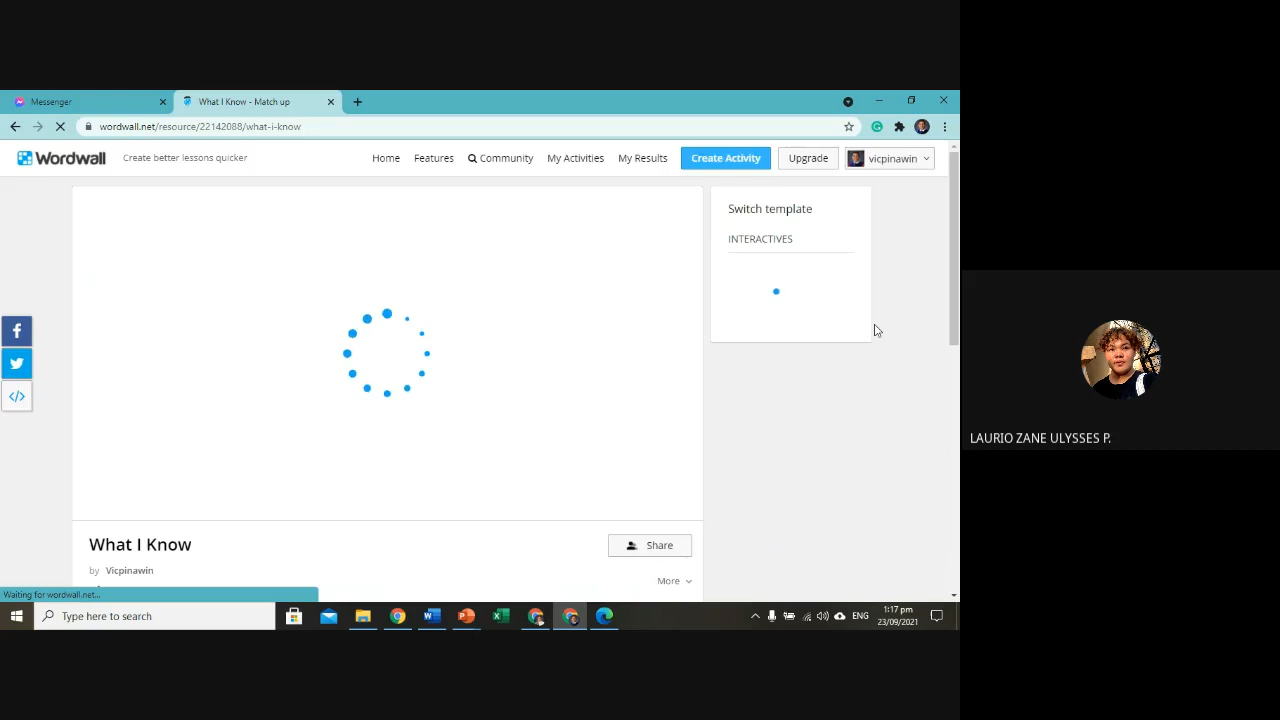 Messenger
What I Know - Match up
wordwall.net/resource/22142088/what-i-know
Wordwall
Create better lessons quicker
Home
Features
Community
My Activities
My Results
Create Activity
Upgrade
vicpinawin
Switch template
INTERACTIVES
</>
What I Know
Share
by Vicpinawin
More
Waiting for wordwall.net...
Type here to search
ENG
1:17 pm
23/09/2021
LAURIO ZANE ULYSSES P.